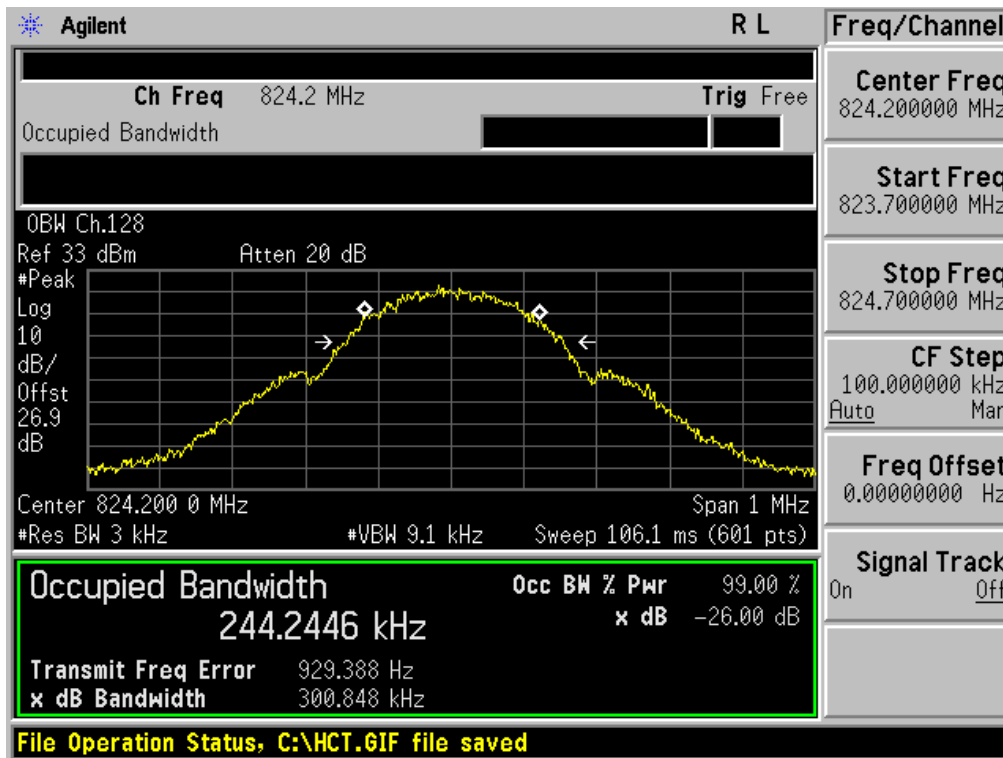 Agilent R L
Ch Freq 824.2 MHz Trig Free
Occupied Bandwidth
OBW Ch.128
Ref 33 dBm Atten 20 dB
#Peak
Log
10
dB/
Offst
26.9
dB
Center 824.200 0 MHz Span 1 MHz
#Res BW 3 kHz #VBW 9.1 kHz Sweep 106.1 ms (601 pts)
Occupied Bandwidth
244.2446 kHz
Occ BW % Pwr 99.00 %
x dB -26.00 dB
Transmit Freq Error 929.388 Hz
x dB Bandwidth 300.848 kHz
File Operation Status, C:\HCT.GIF file saved
Freq/Channel
Center Freq
824.200000 MHz
Start Freq
823.700000 MHz
Stop Freq
824.700000 MHz
CF Step
100.000000 kHz
Auto Man
Freq Offset
0.00000000 Hz
Signal Track
On Off